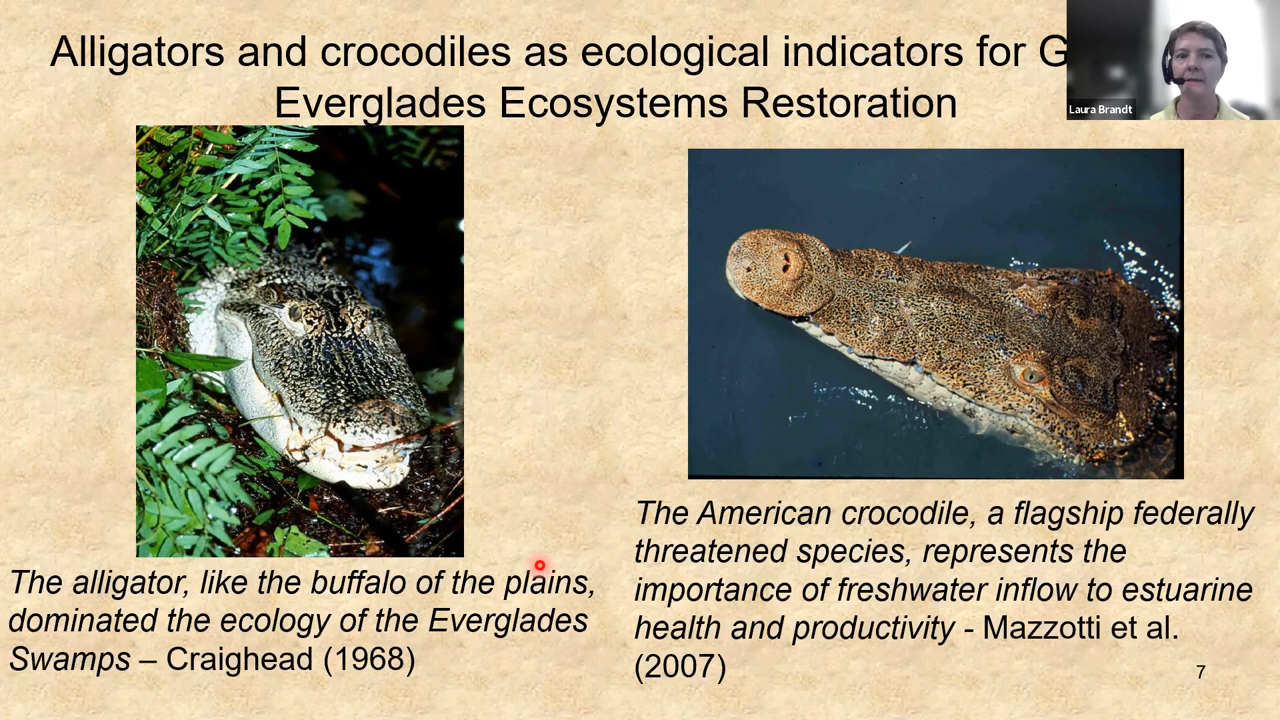 Alligators and crocodiles as ecological indicators for G
Everglades Ecosystems Restoration
Laura Brandt
The alligator, like the buffalo of the plains,
dominated the ecology of the Everglades
Swamps – Craighead (1968)
The American crocodile, a flagship federally
threatened species, represents the
importance of freshwater inflow to estuarine
health and productivity - Mazzotti et al.
(2007)
7